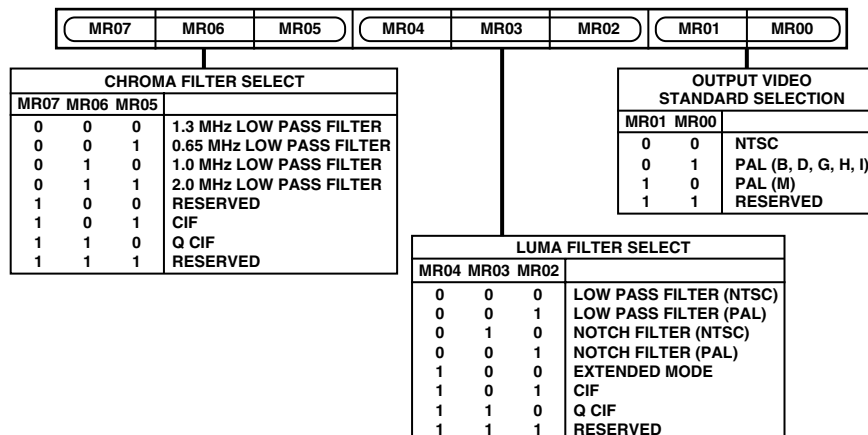 MR07 MR06 MR05 MR04 MR03 MR02 MR01 MR00
CHROMA FILTER SELECT
MR07 MR06 MR05
0 0 0 1.3 MHz LOW PASS FILTER
0 0 1 0.65 MHz LOW PASS FILTER
0 1 0 1.0 MHz LOW PASS FILTER
0 1 1 2.0 MHz LOW PASS FILTER
1 0 0 RESERVED
1 0 1 CIF
1 1 0 Q CIF
1 1 1 RESERVED
OUTPUT VIDEO
STANDARD SELECTION
MR01 MR00
0 0 NTSC
0 1 PAL (B, D, G, H, I)
1 0 PAL (M)
1 1 RESERVED
LUMA FILTER SELECT
MR04 MR03 MR02
0 0 0 LOW PASS FILTER (NTSC)
0 0 1 LOW PASS FILTER (PAL)
0 1 0 NOTCH FILTER (NTSC)
0 0 1 NOTCH FILTER (PAL)
1 0 0 EXTENDED MODE
1 0 1 CIF
1 1 0 Q CIF
1 1 1 RESERVED